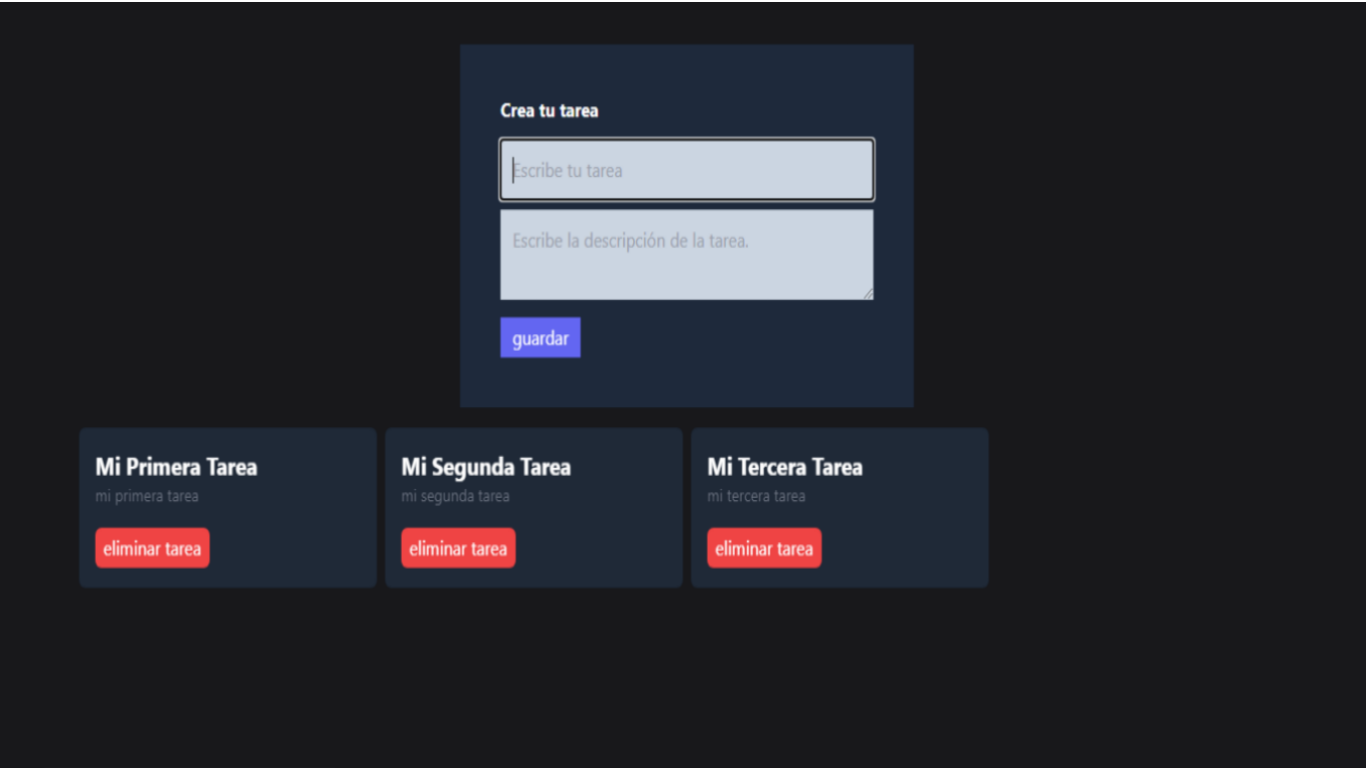 Crea tu tarea
Escribe tu tarea
Escribe la descripción de la tarea.
guardar
Mi Primera Tarea
mi primera tarea
eliminar tarea
Mi Segunda Tarea
mi segunda tarea
eliminar tarea
Mi Tercera Tarea
mi tercera tarea
eliminar tarea